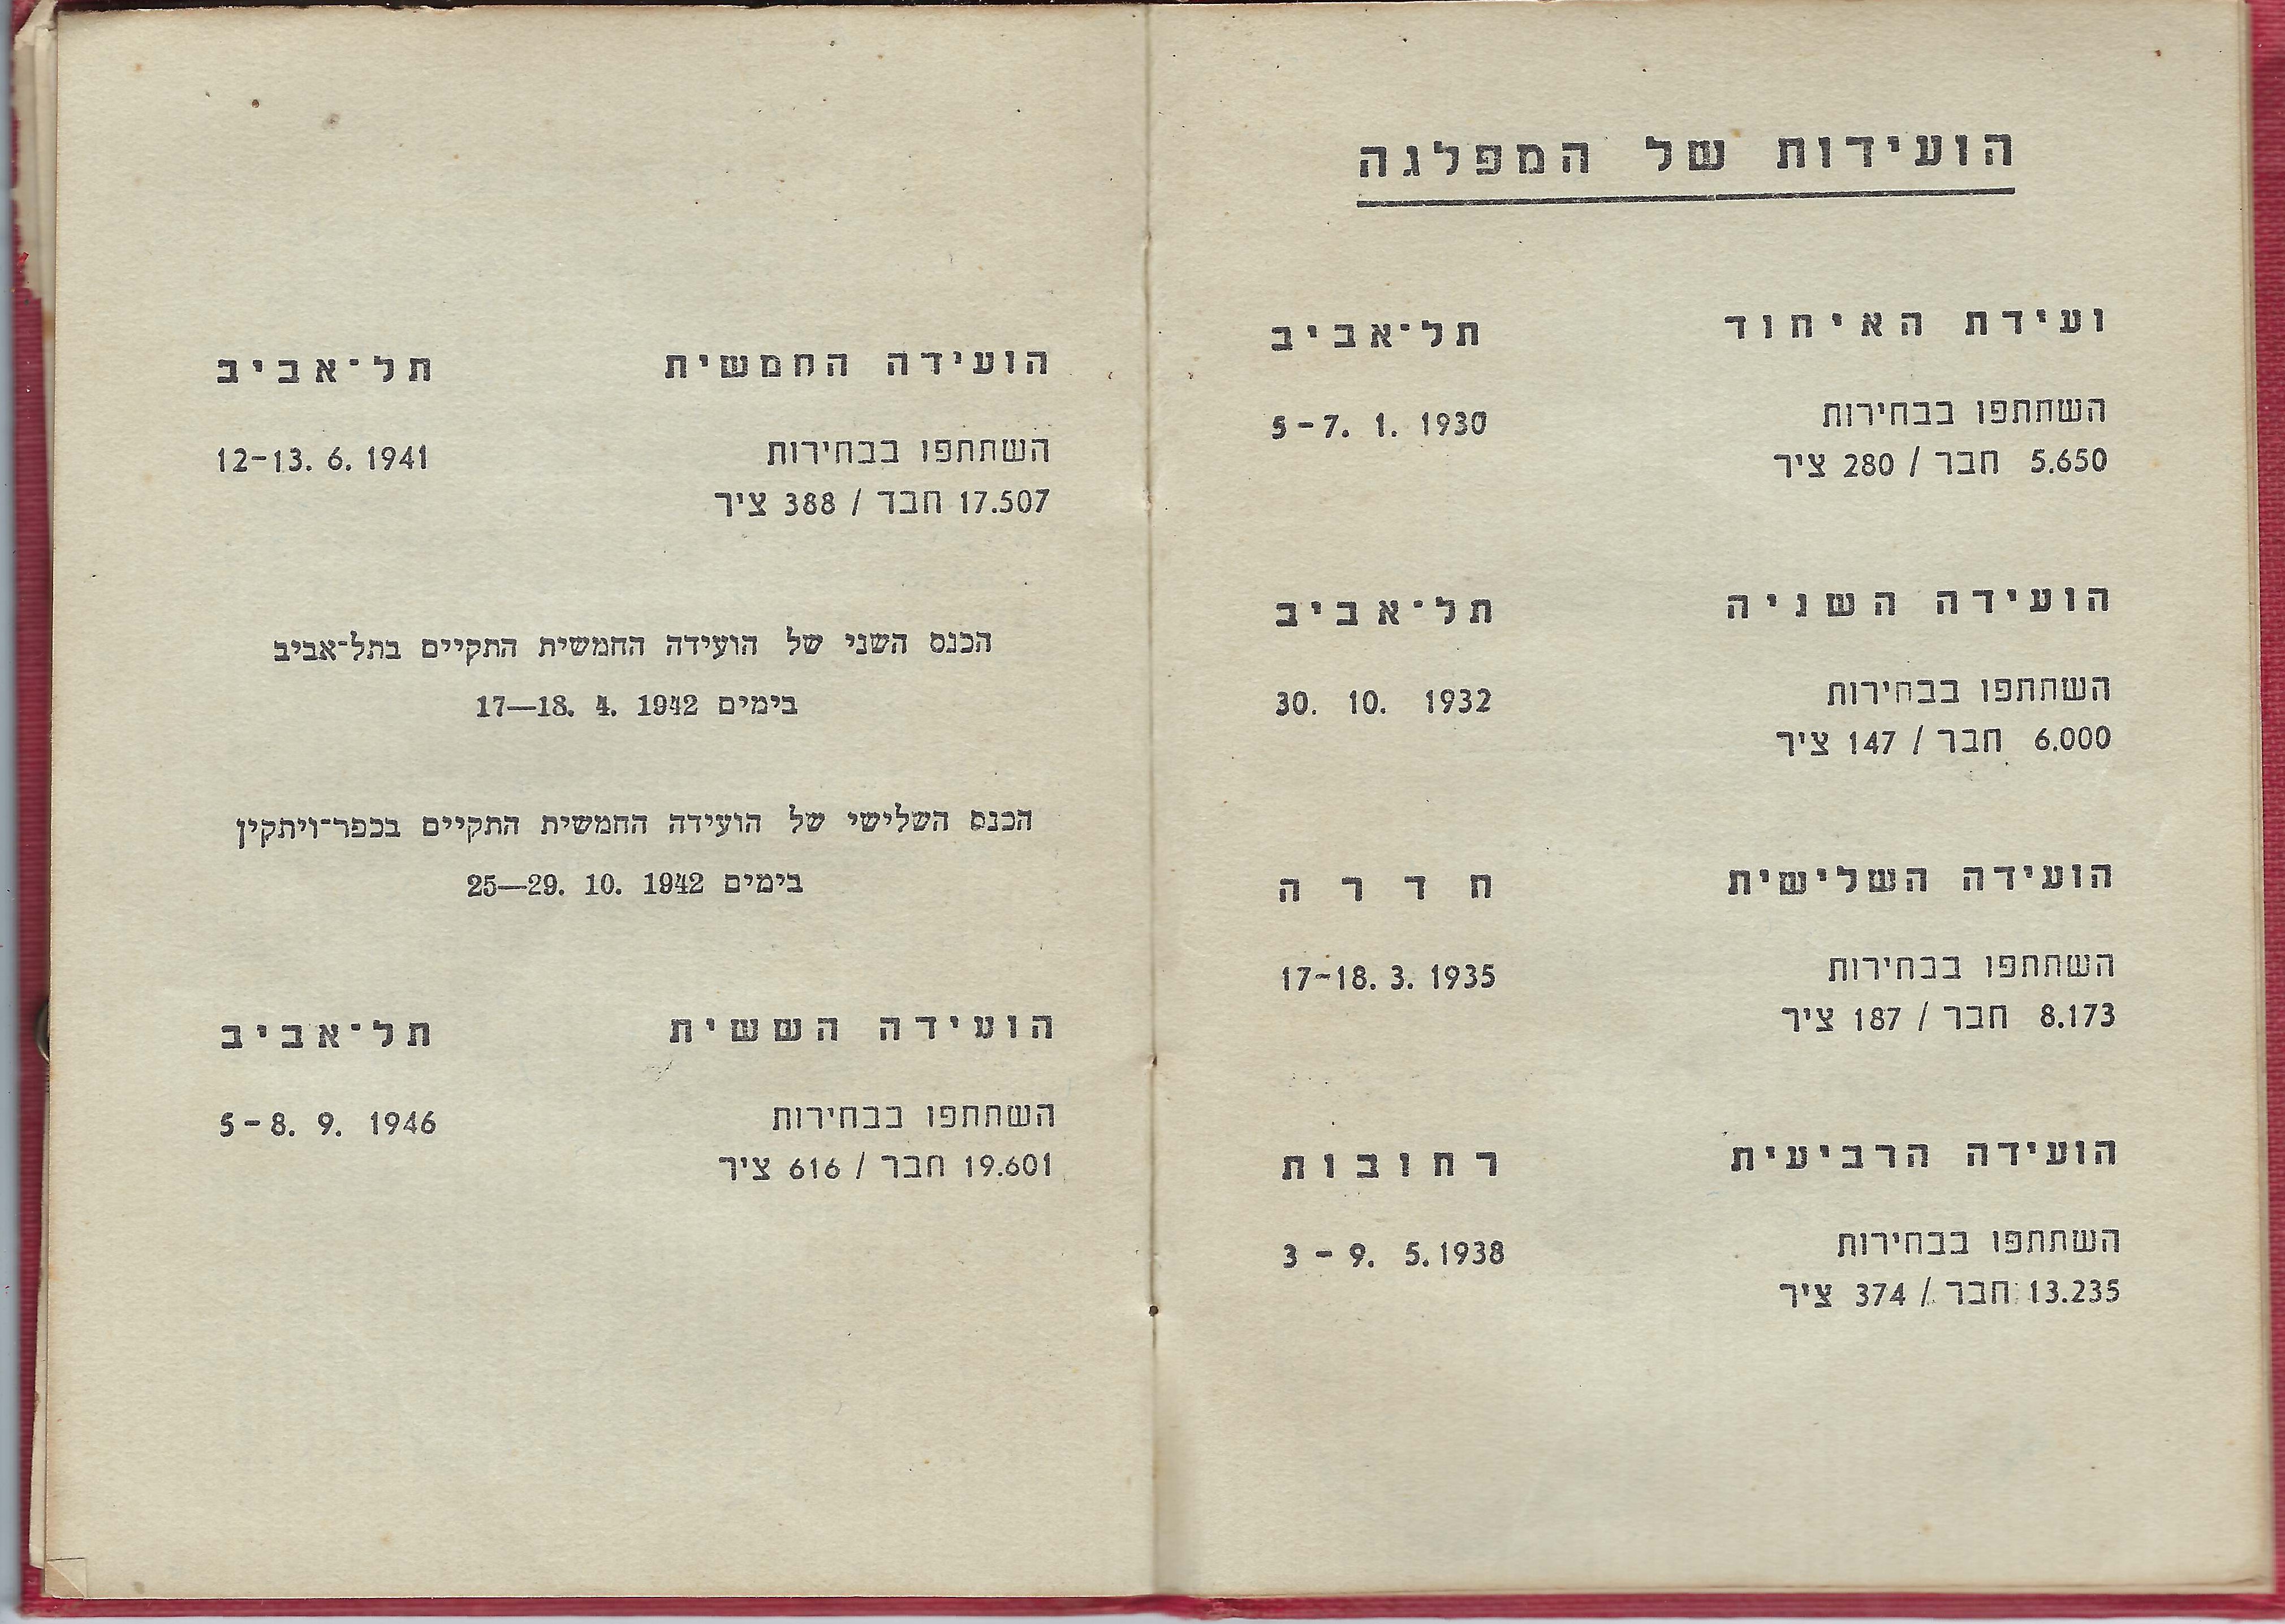 הועידות של המפלגה
ועידת האיחוד תל־אביב
השתתפו בבחירות 5-7. 1. 1930
5.650 חבר / 280 ציר
הועידה השניה תל־אביב
השתתפו בבחירות 30. 10. 1932
6.000 חבר / 147 ציר
הועידה השלישית חדרה
השתתפו בבחירות 17-18. 3. 1935
8.173 חבר / 187 ציר
הועידה הרביעית רחובות
השתתפו בבחירות 3 - 9. 5. 1938
13.235 חבר / 374 ציר
הועידה החמשית תל־אביב
השתתפו בבחירות 12-13. 6. 1941
17.507 חבר / 388 ציר
הכנס השני של הועידה החמשית התקיים בתל־אביב
בימים 17—18. 4. 1942
הכנס השלישי של הועידה החמשית התקיים בכפר־ויתקין
בימים 25—29. 10. 1942
הועידה הששית תל־אביב
השתתפו בבחירות 5-8. 9. 1946
19.601 חבר / 616 ציר